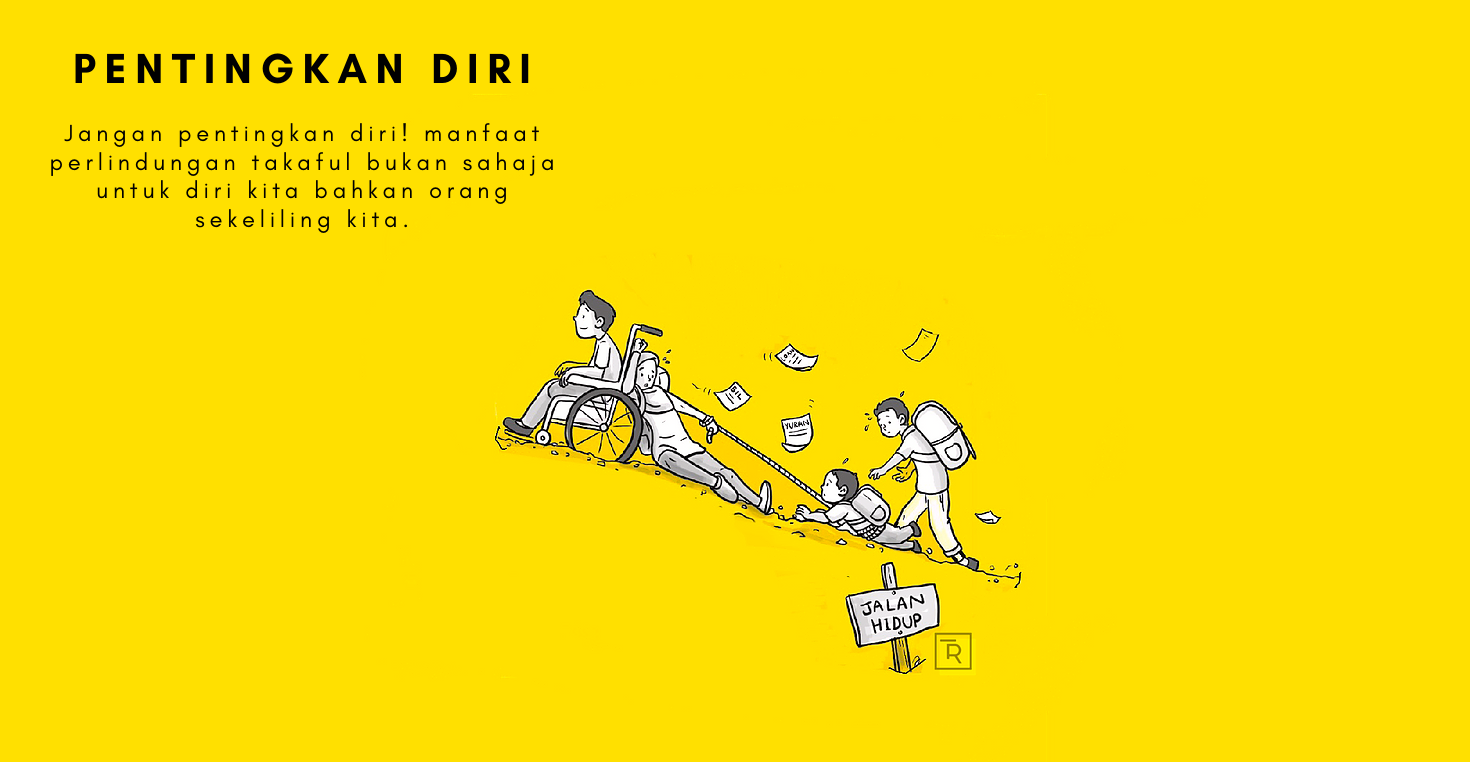 PENTINGKAN DIRI
Jangan pentingkan diri! manfaat
perlindungan takaful bukan sahaja
untuk diri kita bahkan orang
sekeliling kita.
BIL
YURAN
JALAN
HIDUP
R